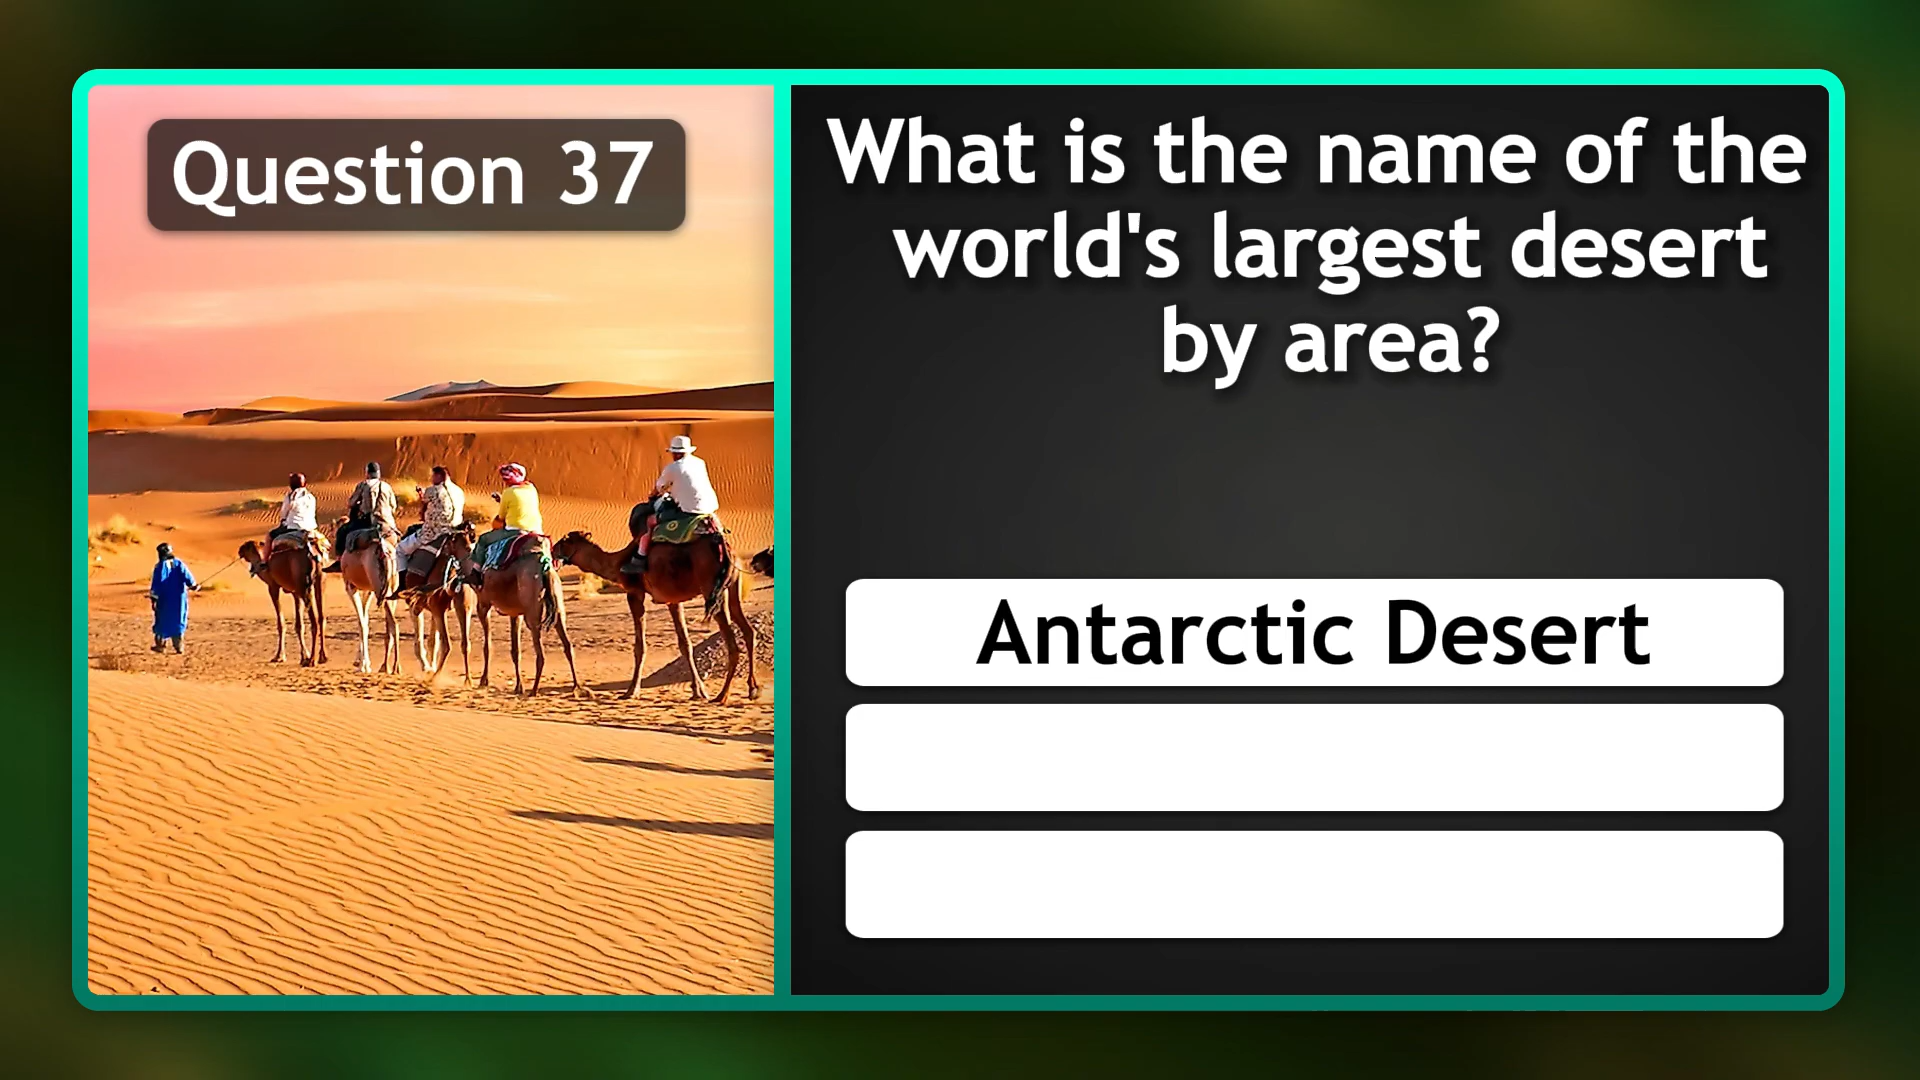 Question 37
What is the name of the
world's largest desert
by area?
Antarctic Desert